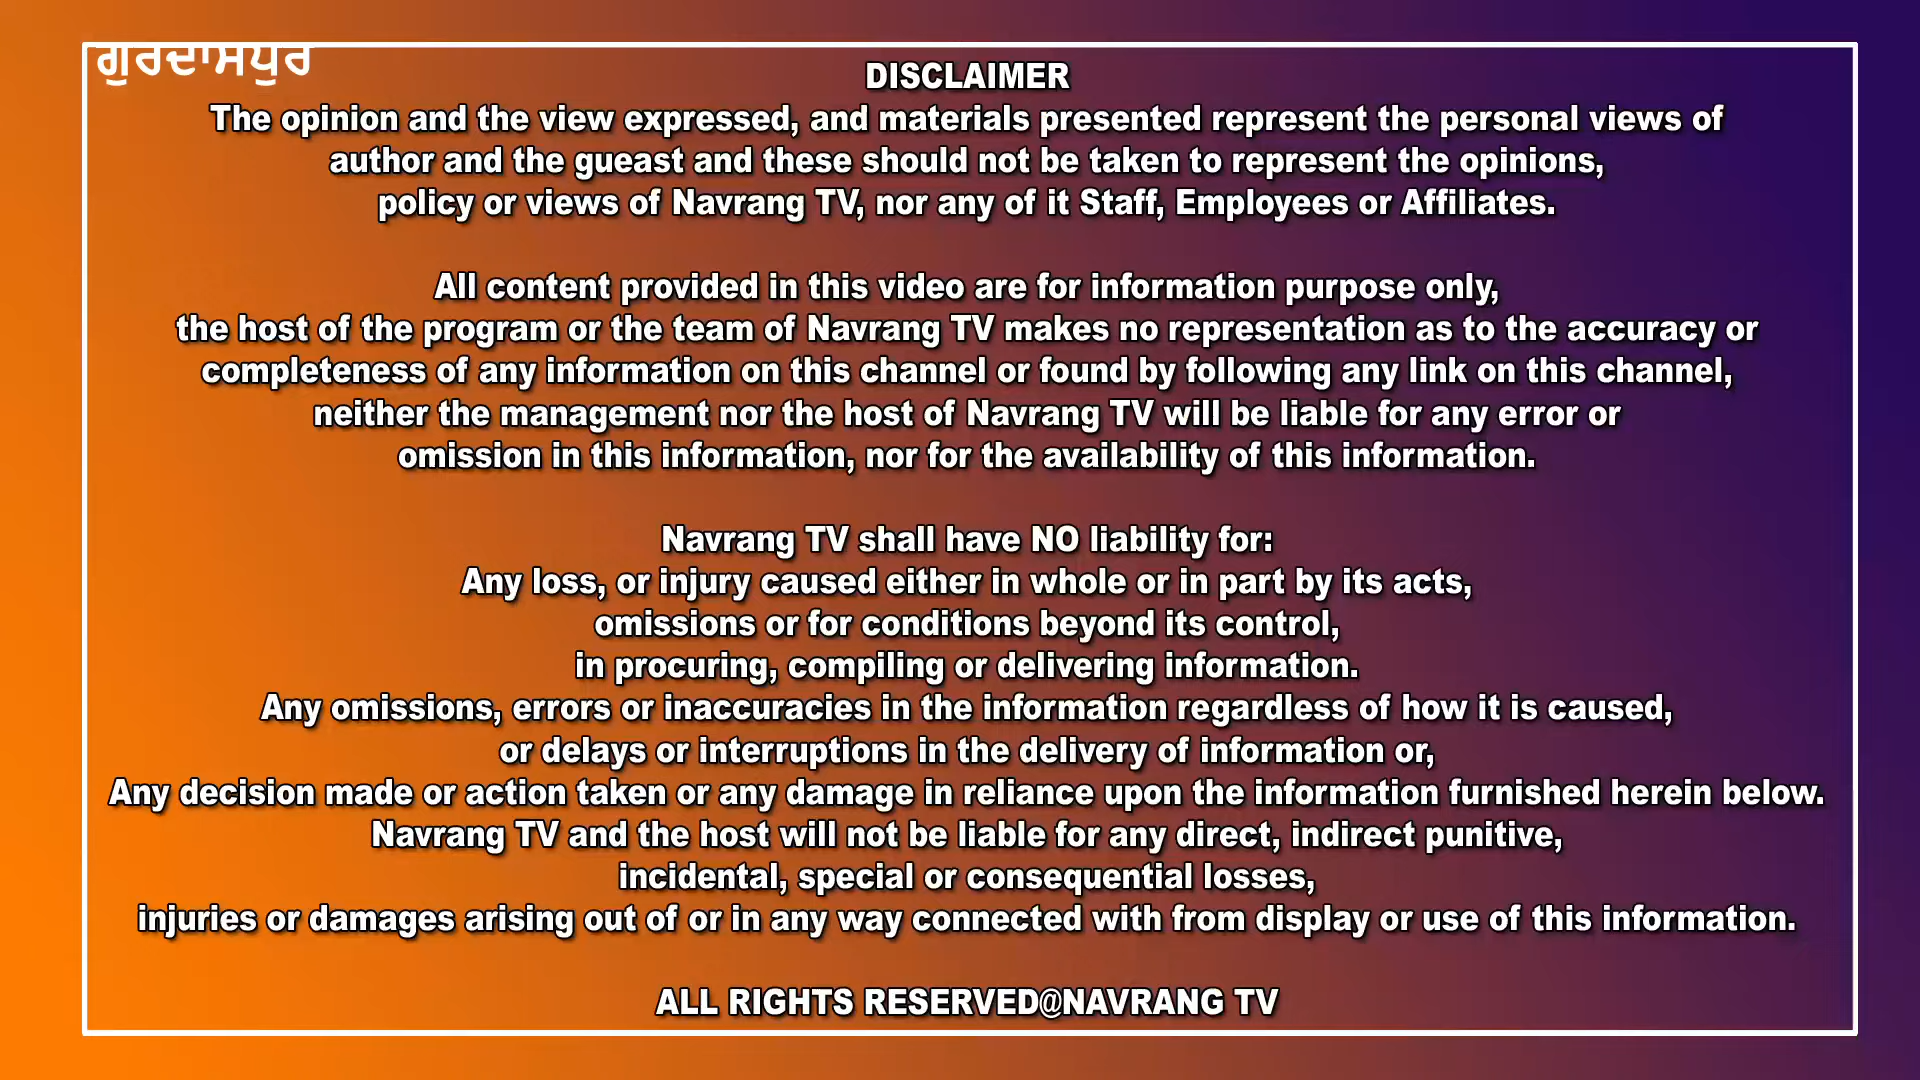 ਗੁਰਦਾਸਪੁਰ
DISCLAIMER
The opinion and the view expressed, and materials presented represent the personal views of
author and the gueast and these should not be taken to represent the opinions,
policy or views of Navrang TV, nor any of it Staff, Employees or Affiliates.
All content provided in this video are for information purpose only,
the host of the program or the team of Navrang TV makes no representation as to the accuracy or
completeness of any information on this channel or found by following any link on this channel,
neither the management nor the host of Navrang TV will be liable for any error or
omission in this information, nor for the availability of this information.
Navrang TV shall have NO liability for:
Any loss, or injury caused either in whole or in part by its acts,
omissions or for conditions beyond its control,
in procuring, compiling or delivering information.
Any omissions, errors or inaccuracies in the information regardless of how it is caused,
or delays or interruptions in the delivery of information or,
Any decision made or action taken or any damage in reliance upon the information furnished herein below.
Navrang TV and the host will not be liable for any direct, indirect punitive,
incidental, special or consequential losses,
injuries or damages arising out of or in any way connected with from display or use of this information.
ALL RIGHTS RESERVED@NAVRANG TV